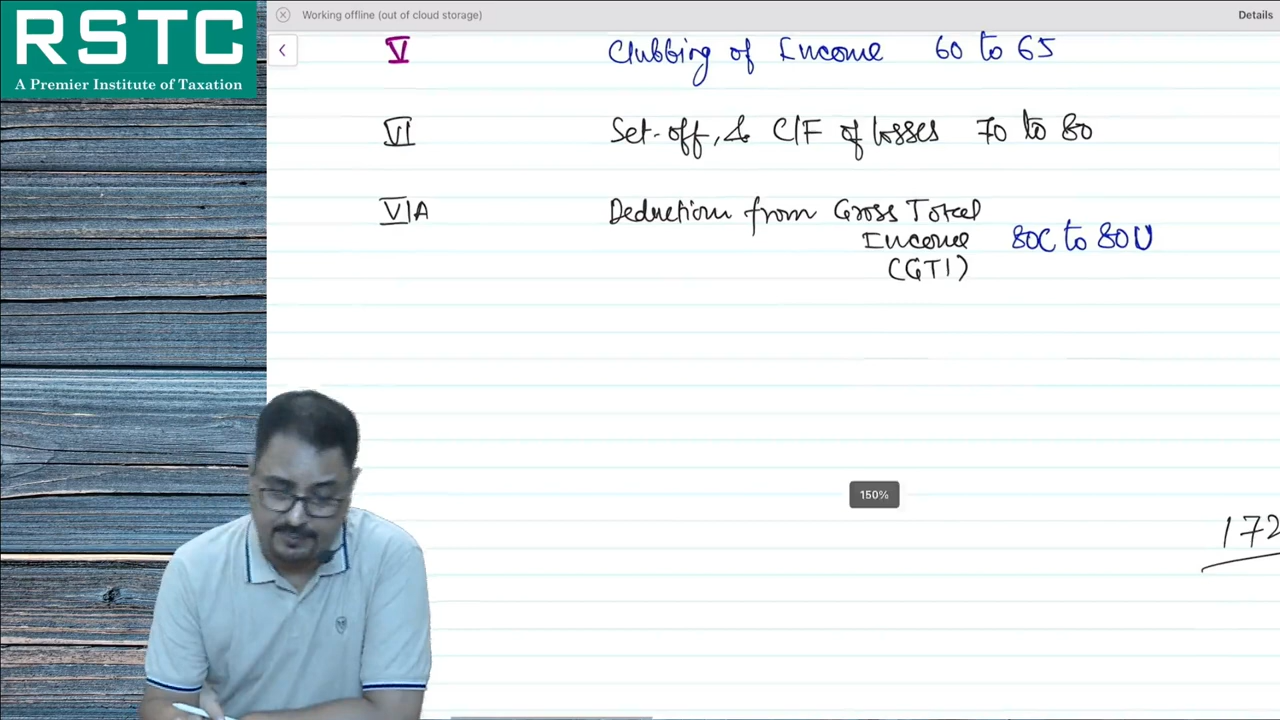 RSTC
A Premier Institute of Taxation
Working offline (out of cloud storage)
Details
V Clubbing of Income 60 to 65
VI Set-off, & C/F of losses 70 to 80
VIA Deduction from Gross Total
Income 80C to 80U
(GTI)
150%
172